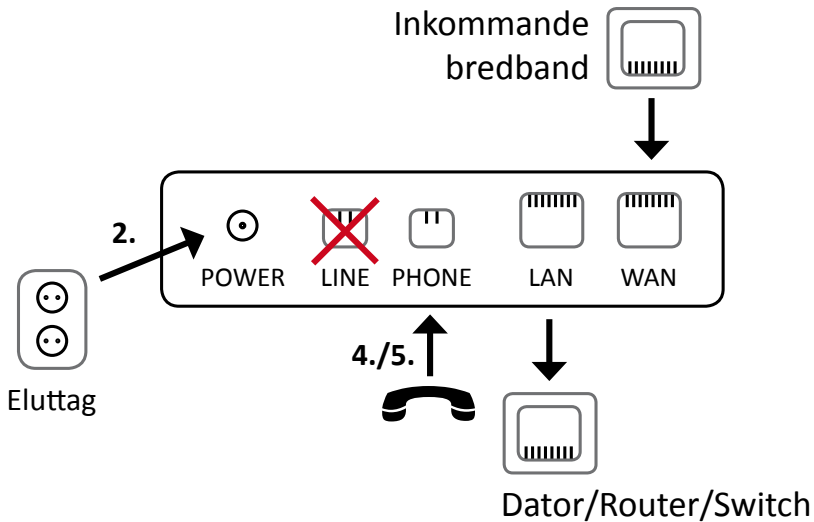 Inkommande
bredband
2.
POWER LINE PHONE LAN WAN
4./5.
Eluttag
Dator/Router/Switch